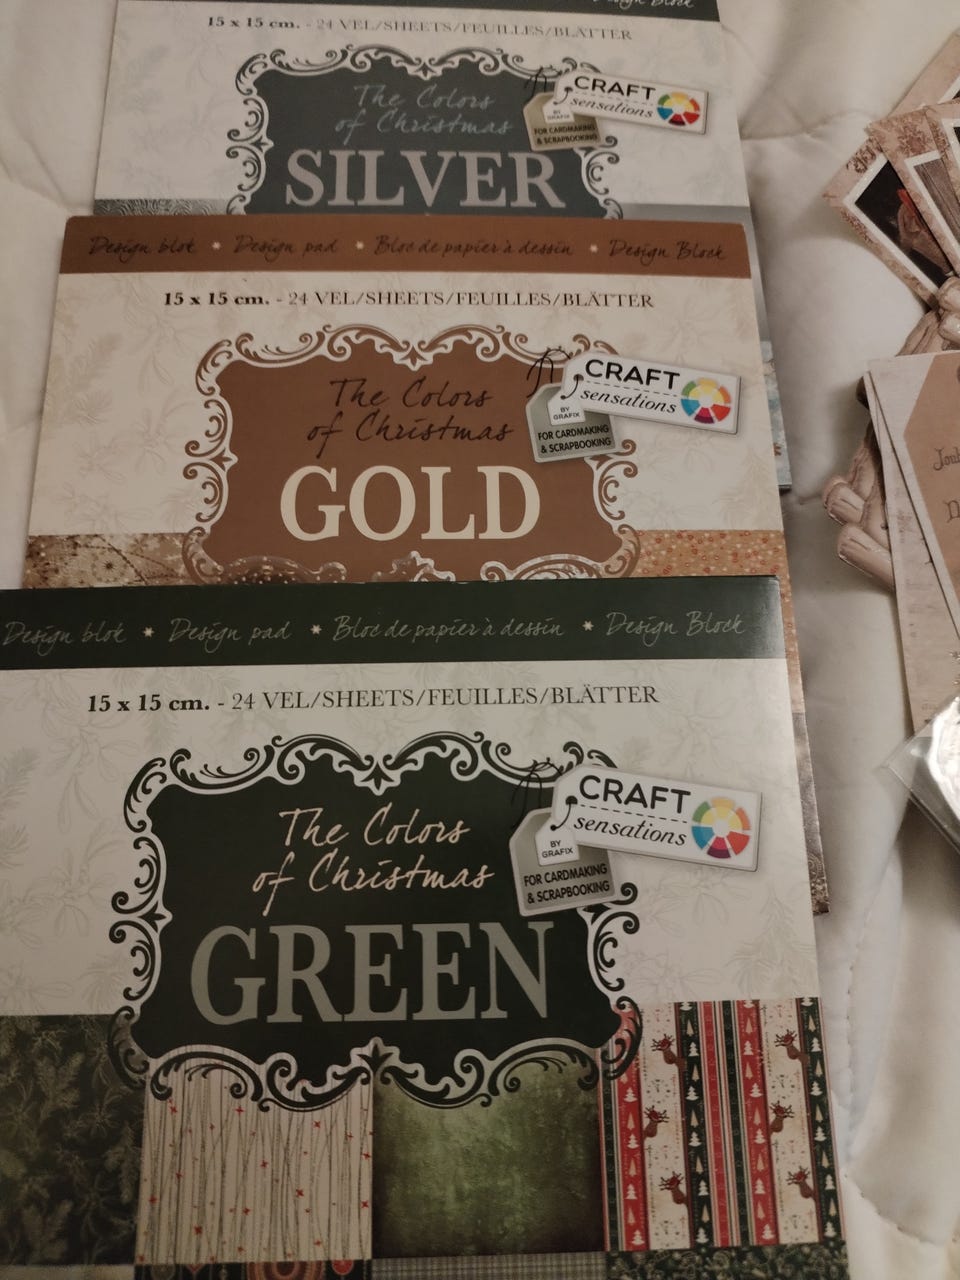 Design Block
15 x 15 cm. - 24 VEL/SHEETS/FEUILLES/BLÄTTER
The Colors
of Christmas
SILVER
CRAFT
sensations
BY
GRAFIX
FOR CARDMAKING
& SCRAPBOOKING
Design blok * Design pad * Bloc de papier à dessin * Design Block
15 x 15 cm. - 24 VEL/SHEETS/FEUILLES/BLÄTTER
The Colors
of Christmas
GOLD
CRAFT
sensations
BY
GRAFIX
FOR CARDMAKING
& SCRAPBOOKING
Design blok * Design pad * Bloc de papier à dessin * Design Block
15 x 15 cm. - 24 VEL/SHEETS/FEUILLES/BLÄTTER
The Colors
of Christmas
GREEN
CRAFT
sensations
BY
GRAFIX
FOR CARDMAKING
& SCRAPBOOKING